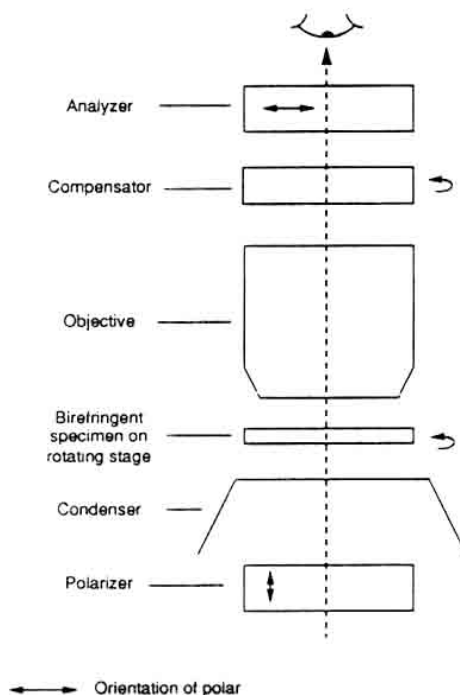 Analyzer
Compensator
Objective
Birefringent
specimen on
rotating stage
Condenser
Polarizer
Orientation of polar